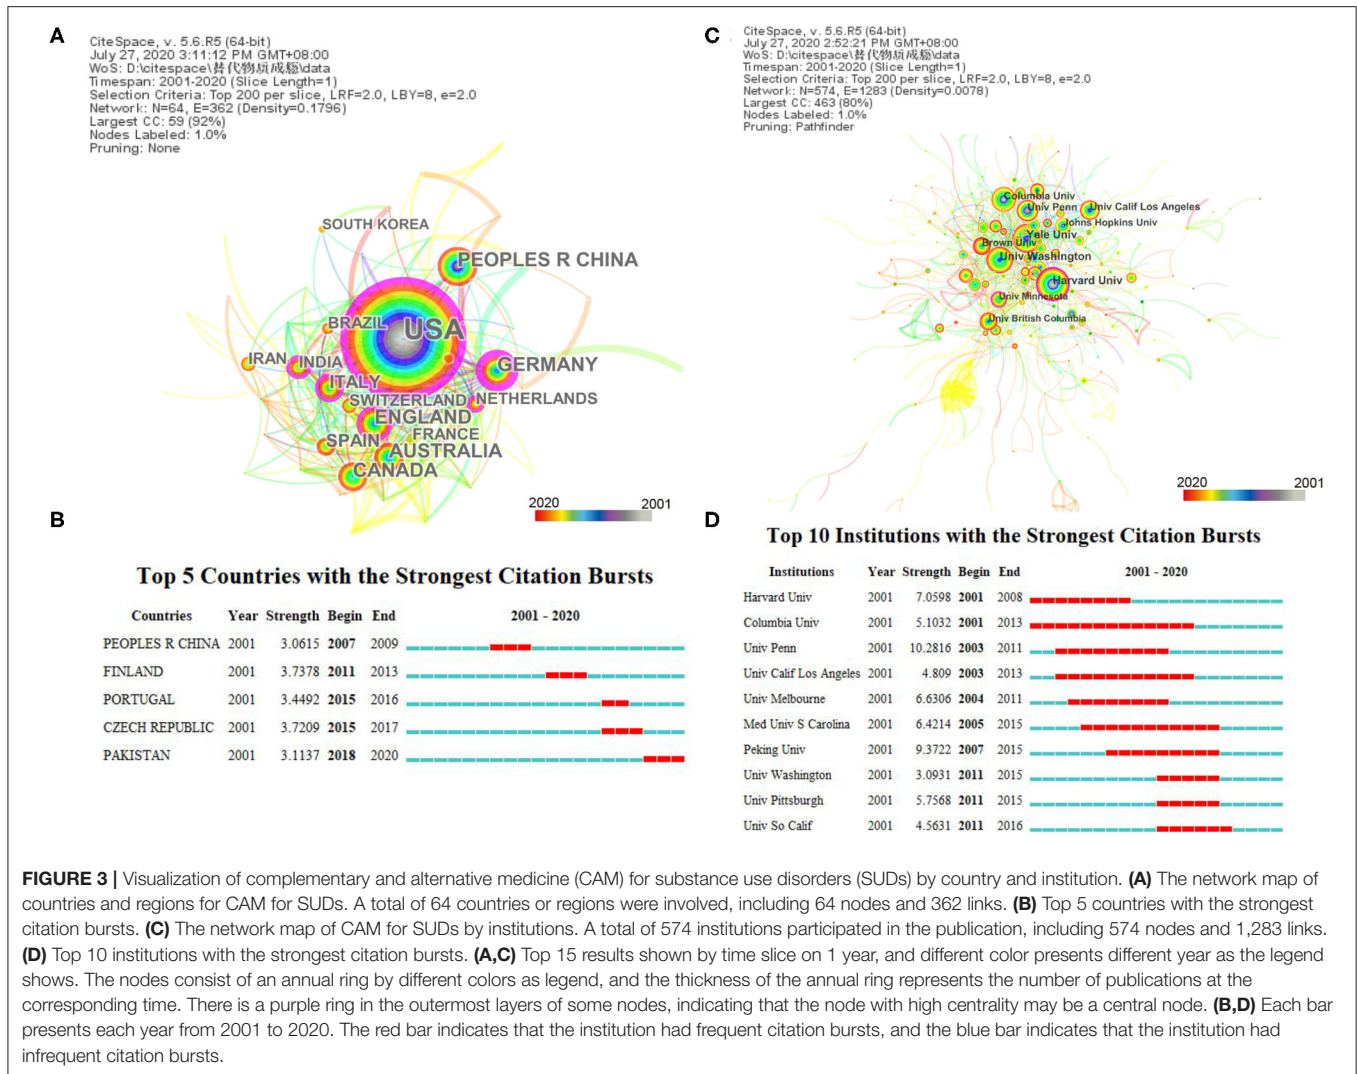 A
CiteSpace, v. 5.6.R5 (64-bit)
July 27, 2020 3:11:12 PM GMT+08:00
WoS: D:\citespace\替代物质成瘾\data
Timespan: 2001-2020 (Slice Length=1)
Selection Criteria: Top 200 per slice, LRF=2.0, LBY=8, e=2.0
Network: N=64, E=362 (Density=0.1796)
Largest CC: 59 (92%)
Nodes Labeled: 1.0%
Pruning: None
SOUTH KOREA
PEOPLES R CHINA
BRAZIL
USA
IRAN
INDIA
GERMANY
ITALY
SWITZERLAND
NETHERLANDS
ENGLAND
FRANCE
SPAIN
AUSTRALIA
CANADA
2020
2001
C
CiteSpace, v. 5.6.R5 (64-bit)
July 27, 2020 2:52:21 PM GMT+08:00
WoS: D:\citespace\替代物质成瘾\data
Timespan: 2001-2020 (Slice Length=1)
Selection Criteria: Top 200 per slice, LRF=2.0, LBY=8, e=2.0
Network: N=574, E=1283 (Density=0.0078)
Largest CC: 463 (80%)
Nodes Labeled: 1.0%
Pruning: Pathfinder
Columbia Univ
Univ Penn
Univ Calif Los Angeles
Johns Hopkins Univ
Yale Univ
Brown Univ
Univ Washington
Harvard Univ
Univ Minnesota
Univ British Columbia
2020
2001
B
Top 5 Countries with the Strongest Citation Bursts
Countries Year Strength Begin End 2001 - 2020
PEOPLES R CHINA 2001 3.0615 2007 2009
FINLAND 2001 3.7378 2011 2013
PORTUGAL 2001 3.4492 2015 2016
CZECH REPUBLIC 2001 3.7209 2015 2017
PAKISTAN 2001 3.1137 2018 2020
D
Top 10 Institutions with the Strongest Citation Bursts
Institutions Year Strength Begin End 2001 - 2020
Harvard Univ 2001 7.0598 2001 2008
Columbia Univ 2001 5.1032 2001 2013
Univ Penn 2001 10.2816 2003 2011
Univ Calif Los Angeles 2001 4.809 2003 2013
Univ Melbourne 2001 6.6306 2004 2011
Med Univ S Carolina 2001 6.4214 2005 2015
Peking Univ 2001 9.3722 2007 2015
Univ Washington 2001 3.0931 2011 2015
Univ Pittsburgh 2001 5.7568 2011 2015
Univ So Calif 2001 4.5631 2011 2016
FIGURE 3 | Visualization of complementary and alternative medicine (CAM) for substance use disorders (SUDs) by country and institution. (A) The network map of
countries and regions for CAM for SUDs. A total of 64 countries or regions were involved, including 64 nodes and 362 links. (B) Top 5 countries with the strongest
citation bursts. (C) The network map of CAM for SUDs by institutions. A total of 574 institutions participated in the publication, including 574 nodes and 1,283 links.
(D) Top 10 institutions with the strongest citation bursts. (A,C) Top 15 results shown by time slice on 1 year, and different color presents different year as the legend
shows. The nodes consist of an annual ring by different colors as legend, and the thickness of the annual ring represents the number of publications at the
corresponding time. There is a purple ring in the outermost layers of some nodes, indicating that the node with high centrality may be a central node. (B,D) Each bar
presents each year from 2001 to 2020. The red bar indicates that the institution had frequent citation bursts, and the blue bar indicates that the institution had
infrequent citation bursts.